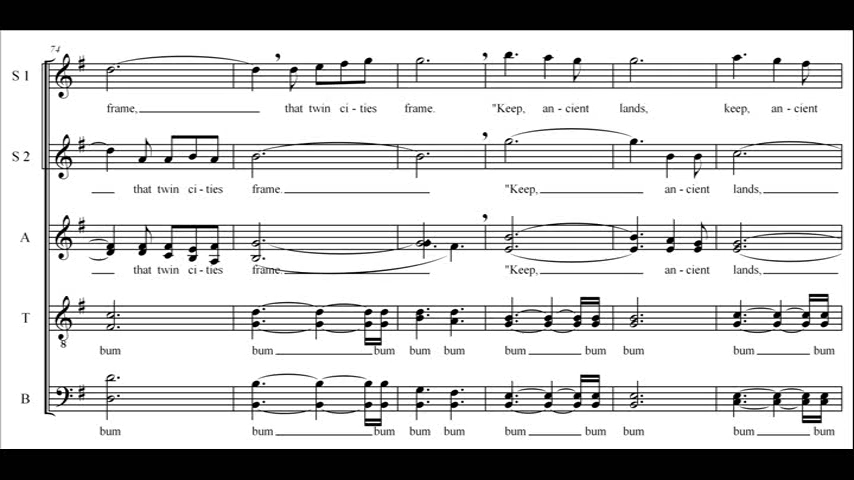 74
S 1
frame, that twin ci - ties frame. "Keep, an - cient lands, keep, an - cient
S 2
that twin ci - ties frame. "Keep, an - cient lands,
A
that twin ci - ties frame. "Keep, an - cient lands,
T
8
bum bum bum bum bum bum bum bum bum bum
B
bum bum bum bum bum bum bum bum bum bum